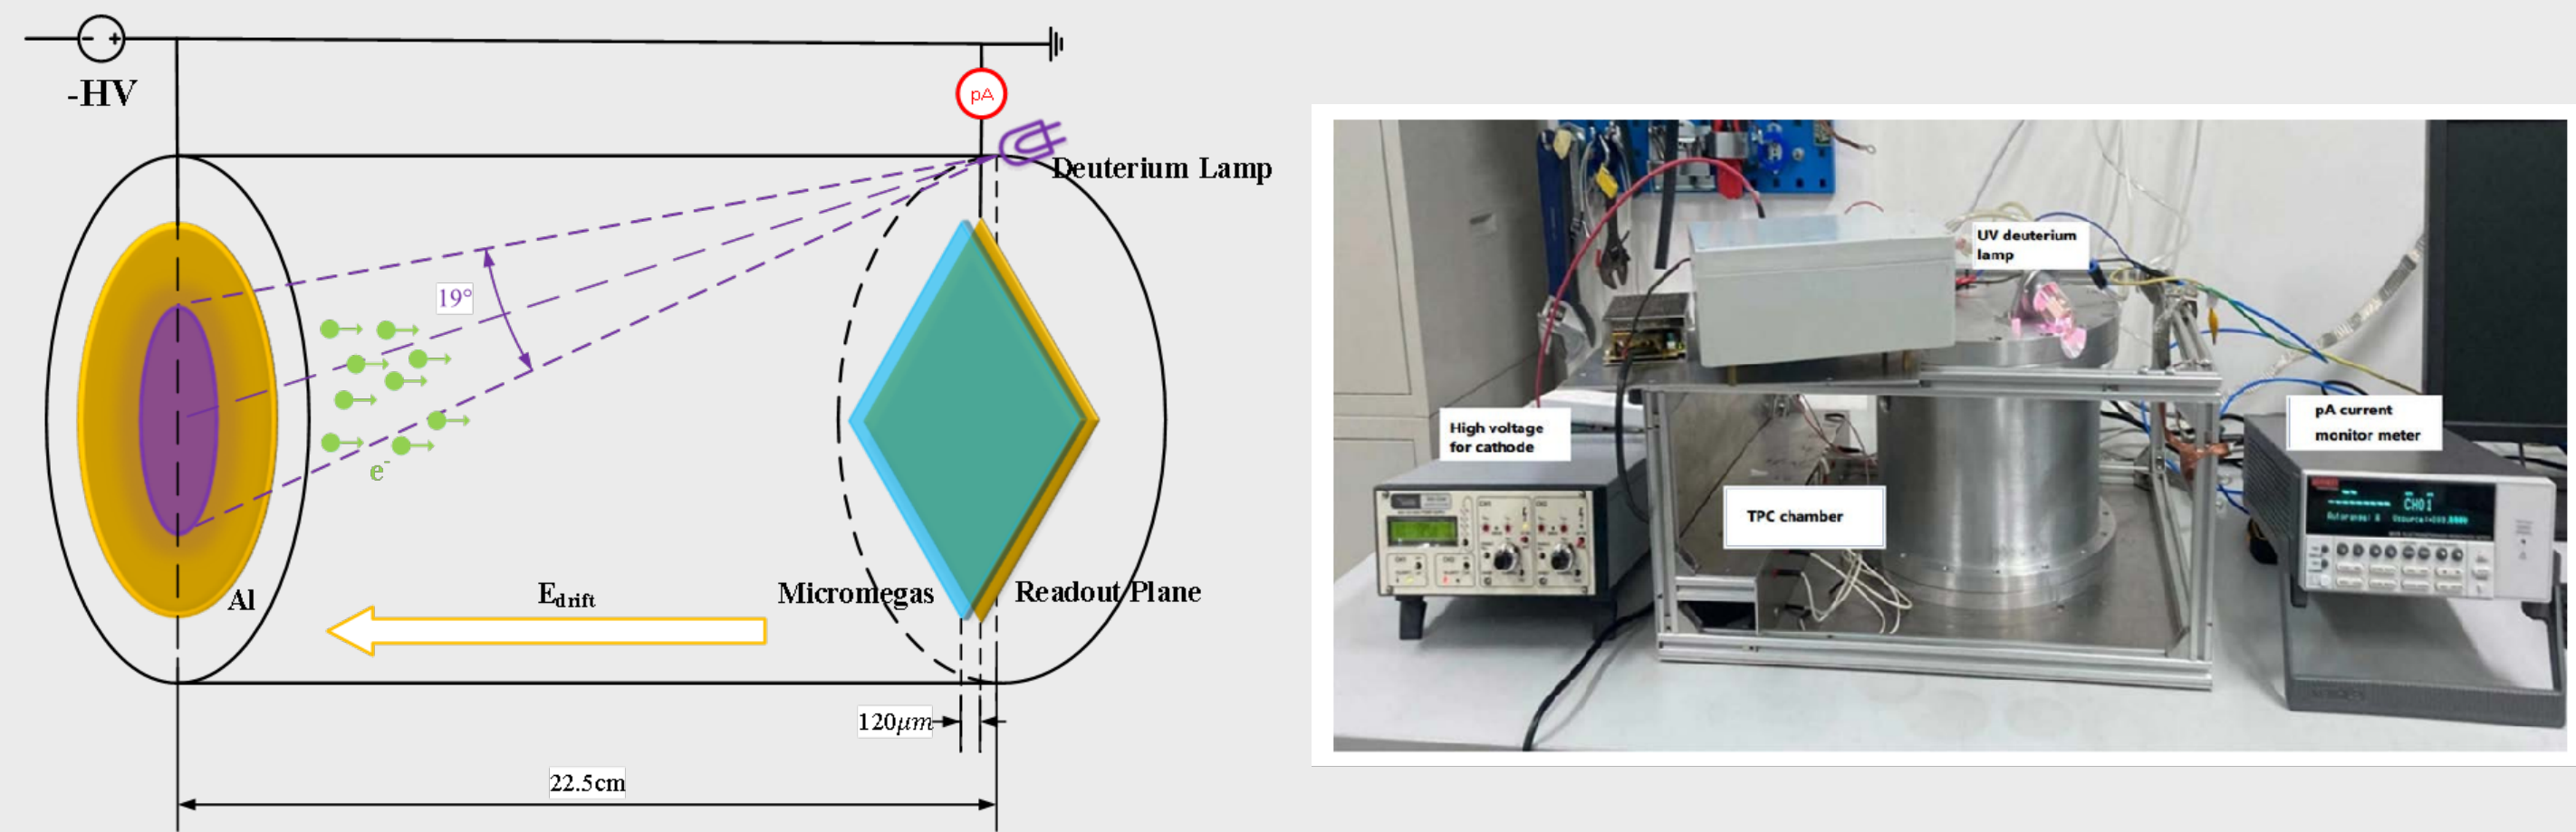 -HV
pA
Deuterium Lamp
19°
e-
Al
Edrift
Micromegas
Readout Plane
120μm
22.5cm
UV deuterium
lamp
High voltage
for cathode
TPC chamber
pA current
monitor meter
CH01